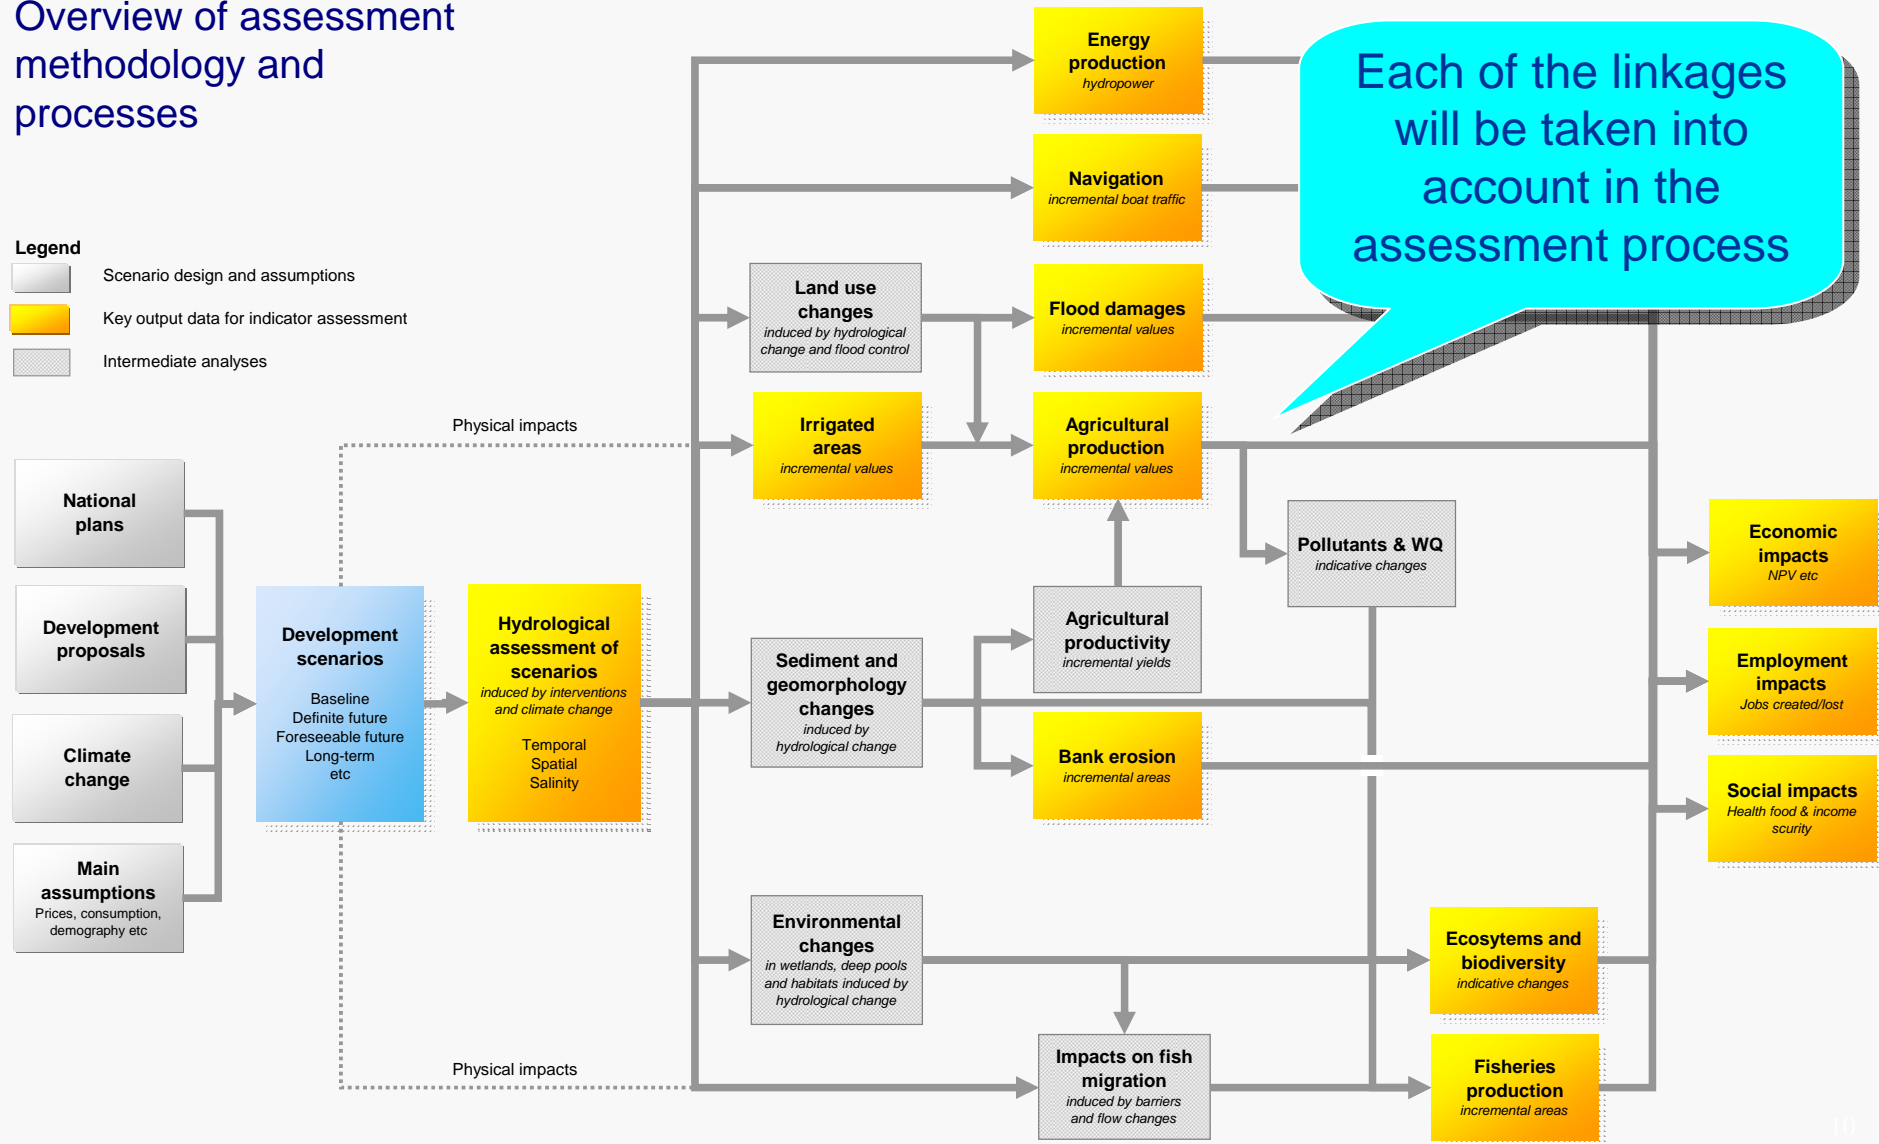 Overview of assessment
methodology and
processes
Legend
Scenario design and assumptions
Key output data for indicator assessment
Intermediate analyses
National
plans
Development
proposals
Climate
change
Main
assumptions
Prices, consumption,
demography etc
Physical impacts
Development
scenarios
Baseline
Definite future
Foreseeable future
Long-term
etc
Physical impacts
Hydrological
assessment of
scenarios
induced by interventions
and climate change
Temporal
Spatial
Salinity
Land use
changes
induced by hydrological
change and flood control
Irrigated
areas
incremental values
Sediment and
geomorphology
changes
induced by
hydrological change
Environmental
changes
in wetlands, deep pools
and habitats induced by
hydrological change
Energy
production
hydropower
Navigation
incremental boat traffic
Flood damages
incremental values
Agricultural
production
incremental values
Agricultural
productivity
incremental yields
Bank erosion
incremental areas
Impacts on fish
migration
induced by barriers
and flow changes
Each of the linkages
will be taken into
account in the
assessment process
Pollutants & WQ
indicative changes
Ecosytems and
biodiversity
indicative changes
Fisheries
production
incremental areas
Economic
impacts
NPV etc
Employment
impacts
Jobs created/lost
Social impacts
Health food & income
scurity
10